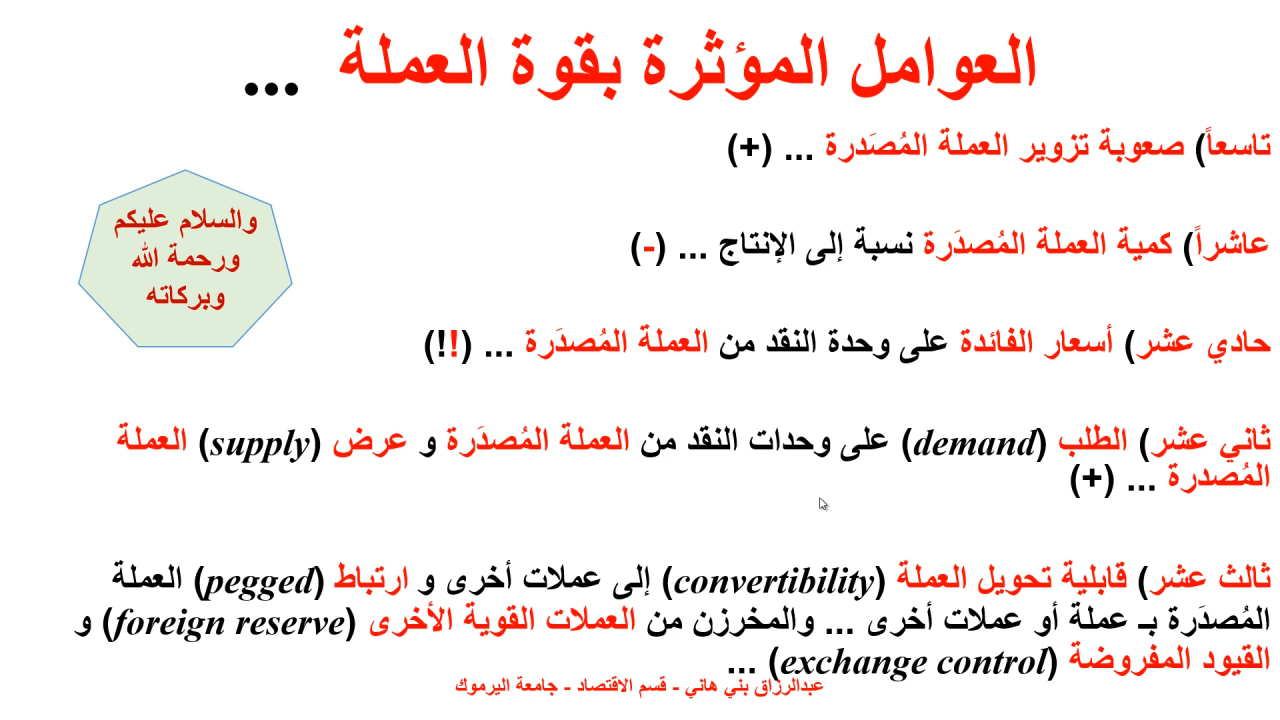 العوامل المؤثرة بقوة العملة ...
تاسعاً) صعوبة تزوير العملة المُصَدرة ... (+)
عاشراً) كمية العملة المُصدَرة نسبة إلى الإنتاج ... (-)
والسلام عليكم
ورحمة الله
وبركاته
حادي عشر) أسعار الفائدة على وحدة النقد من العملة المُصدَرة ... (!!)
ثاني عشر) الطلب (demand) على وحدات النقد من العملة المُصدَرة و عرض (supply) العملة
المُصدرة ... (+)
ثالث عشر) قابلية تحويل العملة (convertibility) إلى عملات أخرى و ارتباط (pegged) العملة
المُصدَرة بـ عملة أو عملات أخرى ... والمخرزن من العملات القوية الأخرى (foreign reserve) و
القيود المفروضة (exchange control) ...
عبدالرزاق بني هاني - قسم الاقتصاد - جامعة اليرموك